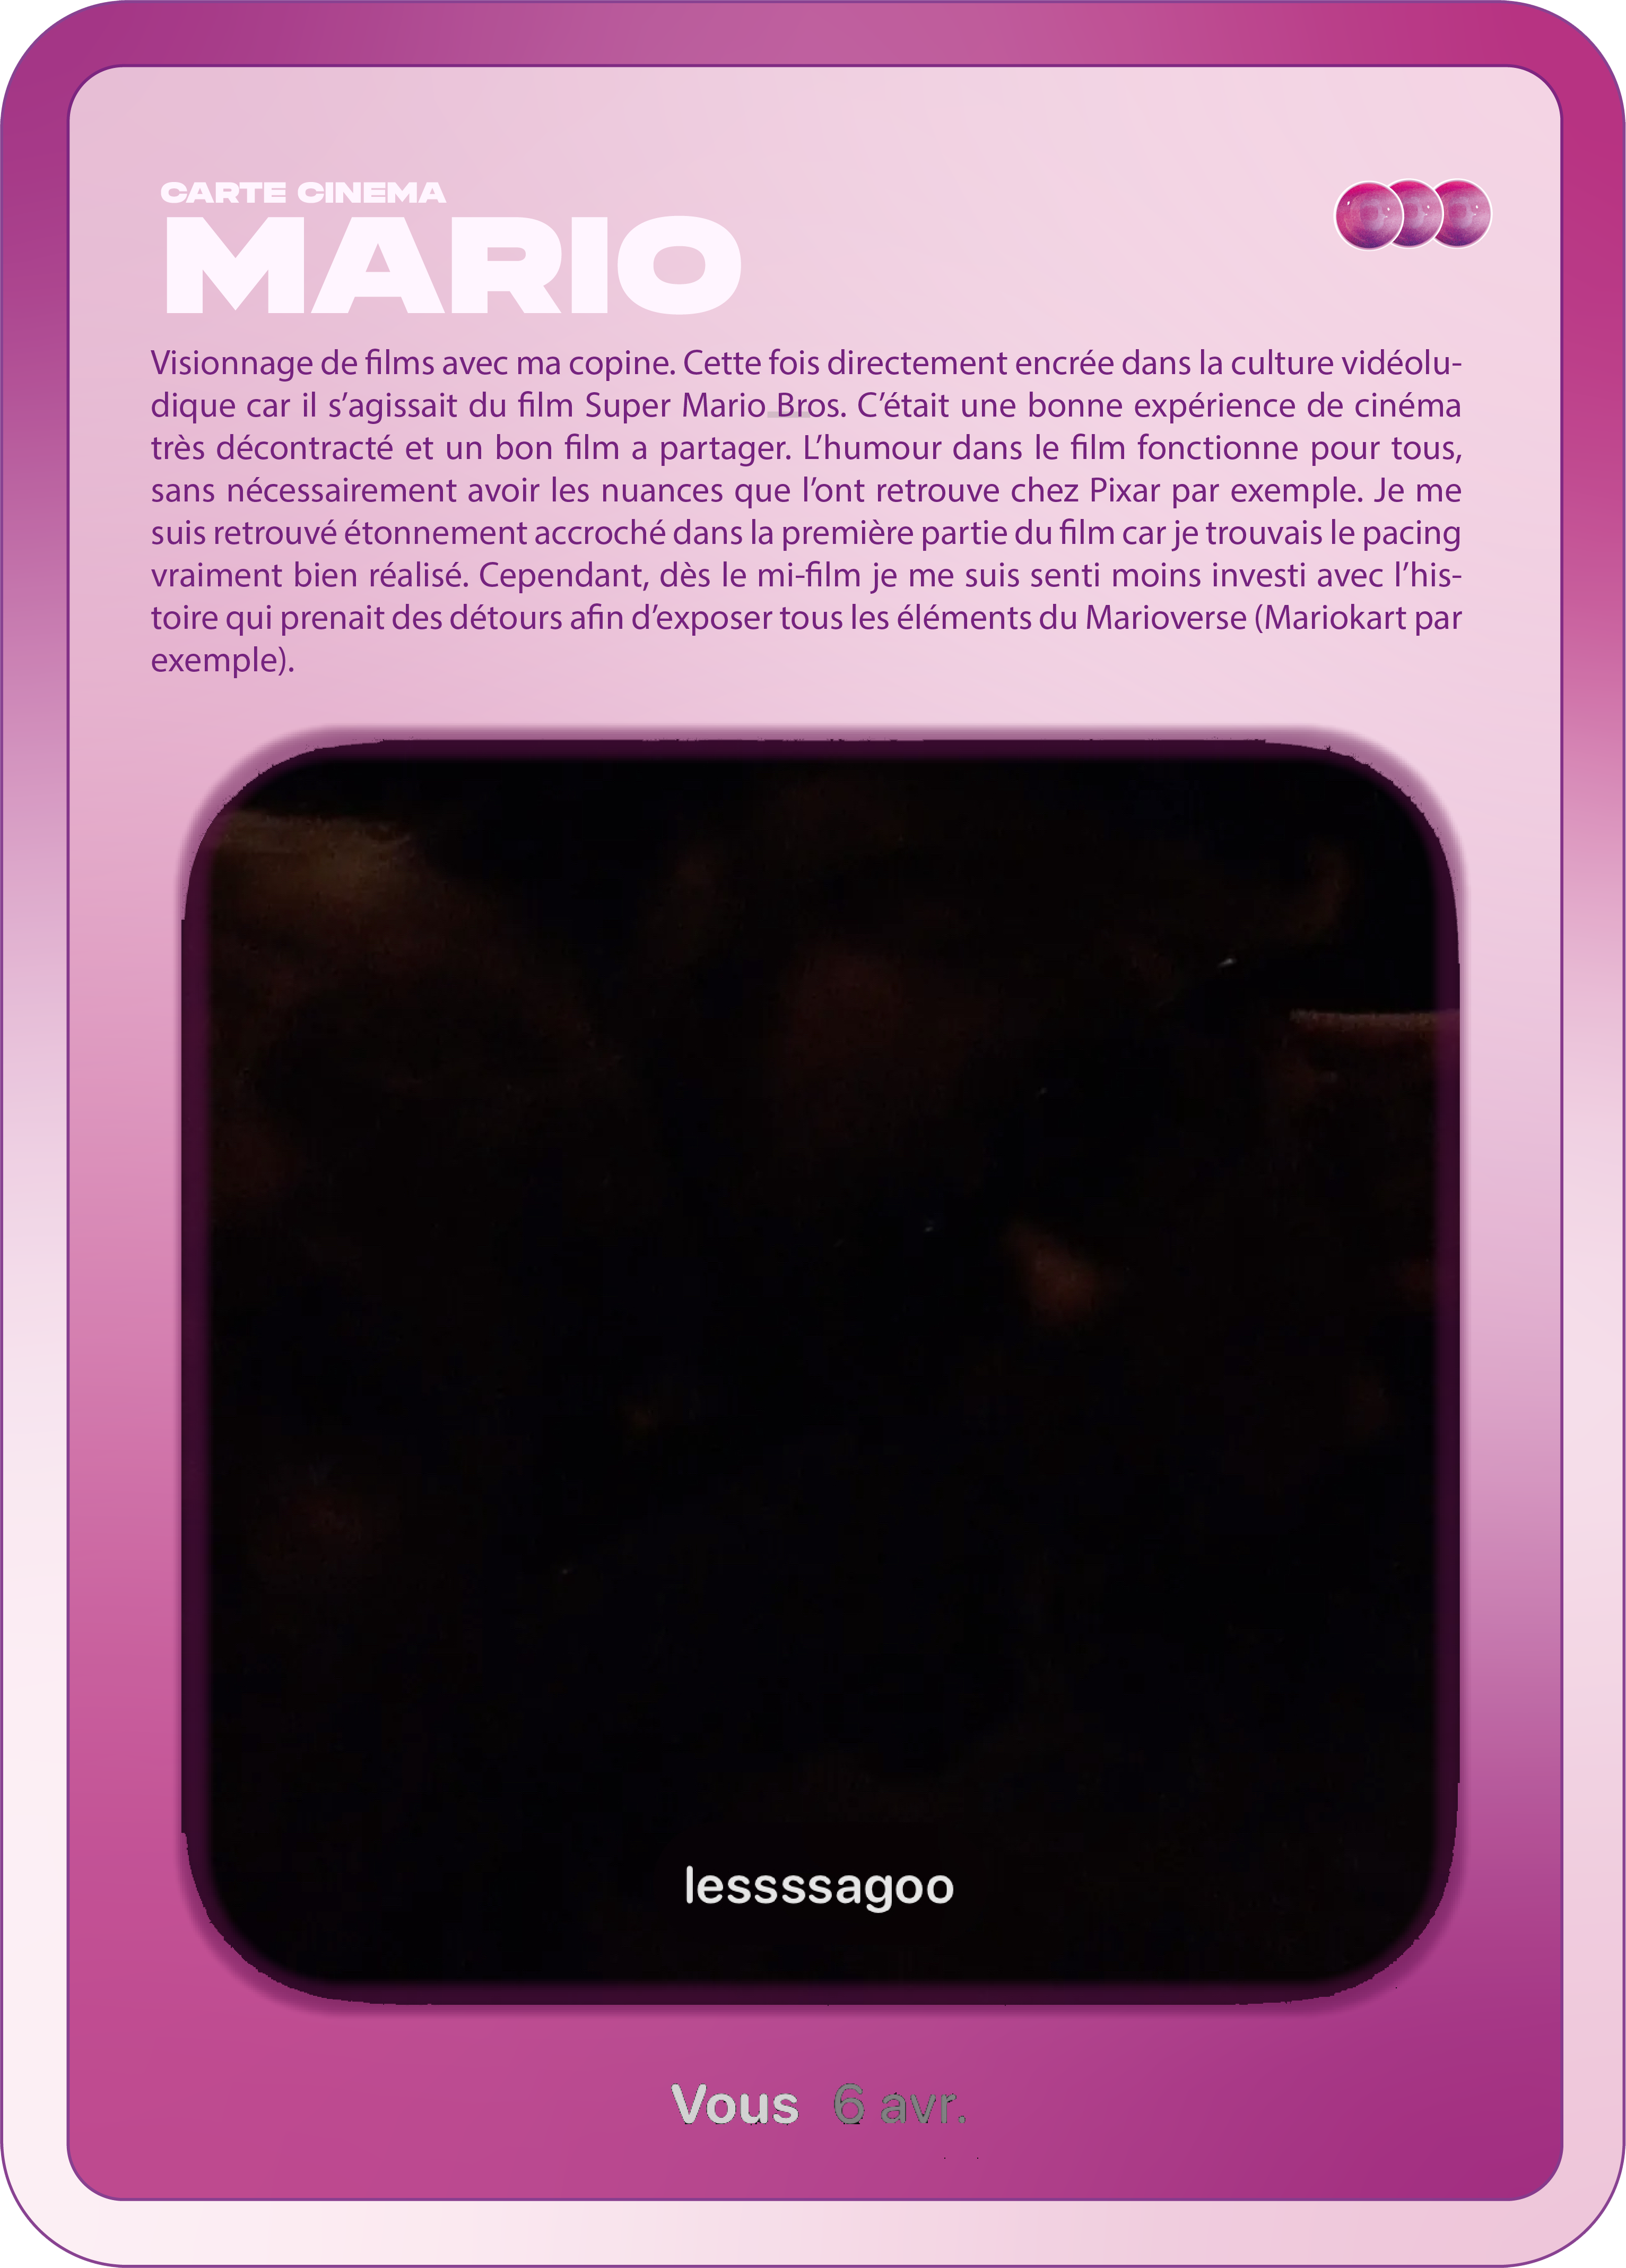 CARTE CINEMA
MARIO
Visionnage de films avec ma copine. Cette fois directement encrée dans la culture vidéolu-
dique car il s’agissait du film Super Mario Bros. C’était une bonne expérience de cinéma
très décontracté et un bon film a partager. L’humour dans le film fonctionne pour tous,
sans nécessairement avoir les nuances que l’ont retrouve chez Pixar par exemple. Je me
suis retrouvé étonnement accroché dans la première partie du film car je trouvais le pacing
vraiment bien réalisé. Cependant, dès le mi-film je me suis senti moins investi avec l’his-
toire qui prenait des détours afin d’exposer tous les éléments du Marioverse (Mariokart par
exemple).
lessssagoo
Vous 6 avr.